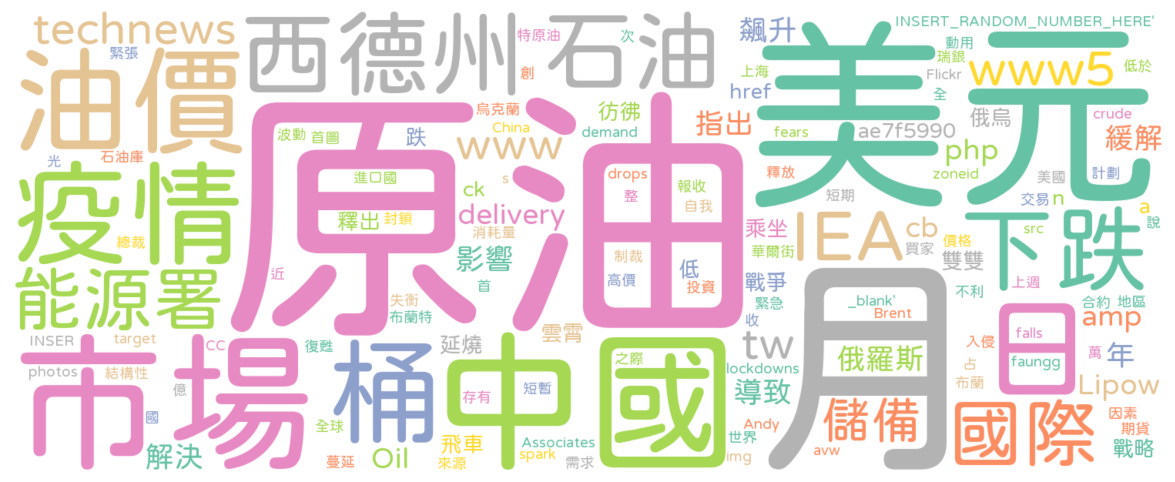 technews
緊張
油價
西德州
石油
特原油
次
創
飆升
上海
href
INSERT_RANDOM_NUMBER_HERE'
動用
瑞銀
Flickr
全
www5
低於
美元
原油
波動
首圖
跌
烏克蘭
China
www
彷彿
demand
指出
fears
ae7f5990
俄烏
crude
緩解
php
zoneid
光
石油庫
疫情
進口國
s
ck
drops
整
報收
自我
釋放
短期
美國
計劃
交易
n
a
說
釋出
封鎖
delivery
消耗量
乘坐
IEA
cb
買家
價格
雙雙
src
下跌
總裁
能源署
近
影響
首
制裁
高價
低
投資
華爾街
戰爭
緊急
上週
不利
合約
地區
失衡
布蘭特
雲霄
收
_blank'
Brent
amp
INSER
target
cc
復甦
延燒
之際
tw
月
日
falls
入侵
萬
年
photos
結構性
市場
桶
中國
lockdowns
俄羅斯
faungg
占
布蘭
Lipow
億
國
存有
短暫
導致
儲備
國際
因素
期貨
全球
飛車
Associates
世界
Andy
解決
蔓延
Oil
來源
spark
需求
img
avw
戰略